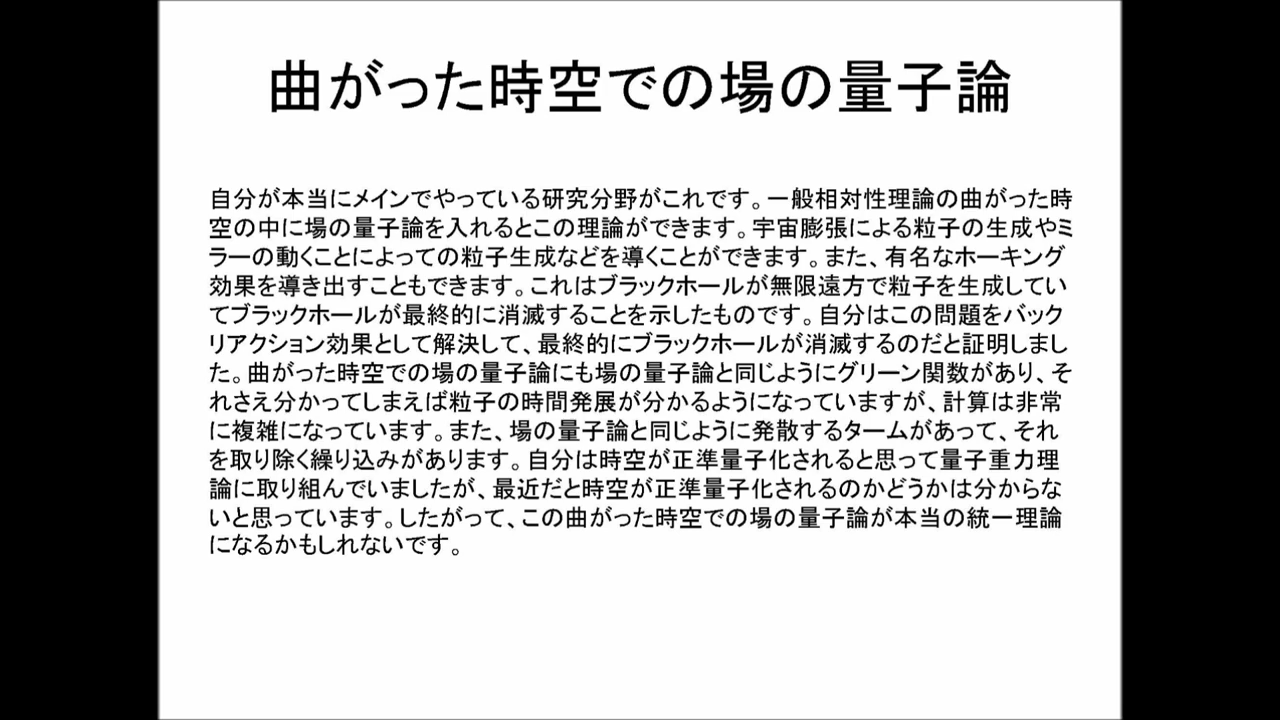 曲がった時空での場の量子論
自分が本当にメインでやっている研究分野がこれです。一般相対性理論の曲がった時
空の中に場の量子論を入れるとこの理論ができます。宇宙膨張による粒子の生成やミ
ラーの動くことによっての粒子生成などを導くことができます。また、有名なホーキング
効果を導き出すこともできます。これはブラックホールが無限遠方で粒子を生成してい
てブラックホールが最終的に消滅することを示したものです。自分はこの問題をバック
リアクション効果として解決して、最終的にブラックホールが消滅するのだと証明しまし
た。曲がった時空での場の量子論にも場の量子論と同じようにグリーン関数があり、そ
れさえ分かってしまえば粒子の時間発展が分かるようになっていますが、計算は非常
に複雑になっています。また、場の量子論と同じように発散するタームがあって、それ
を取り除く繰り込みがあります。自分は時空が正準量子化されると思って量子重力理
論に取り組んでいましたが、最近だと時空が正準量子化されるのかどうかは分からな
いと思っています。したがって、この曲がった時空での場の量子論が本当の統一理論
になるかもしれないです。